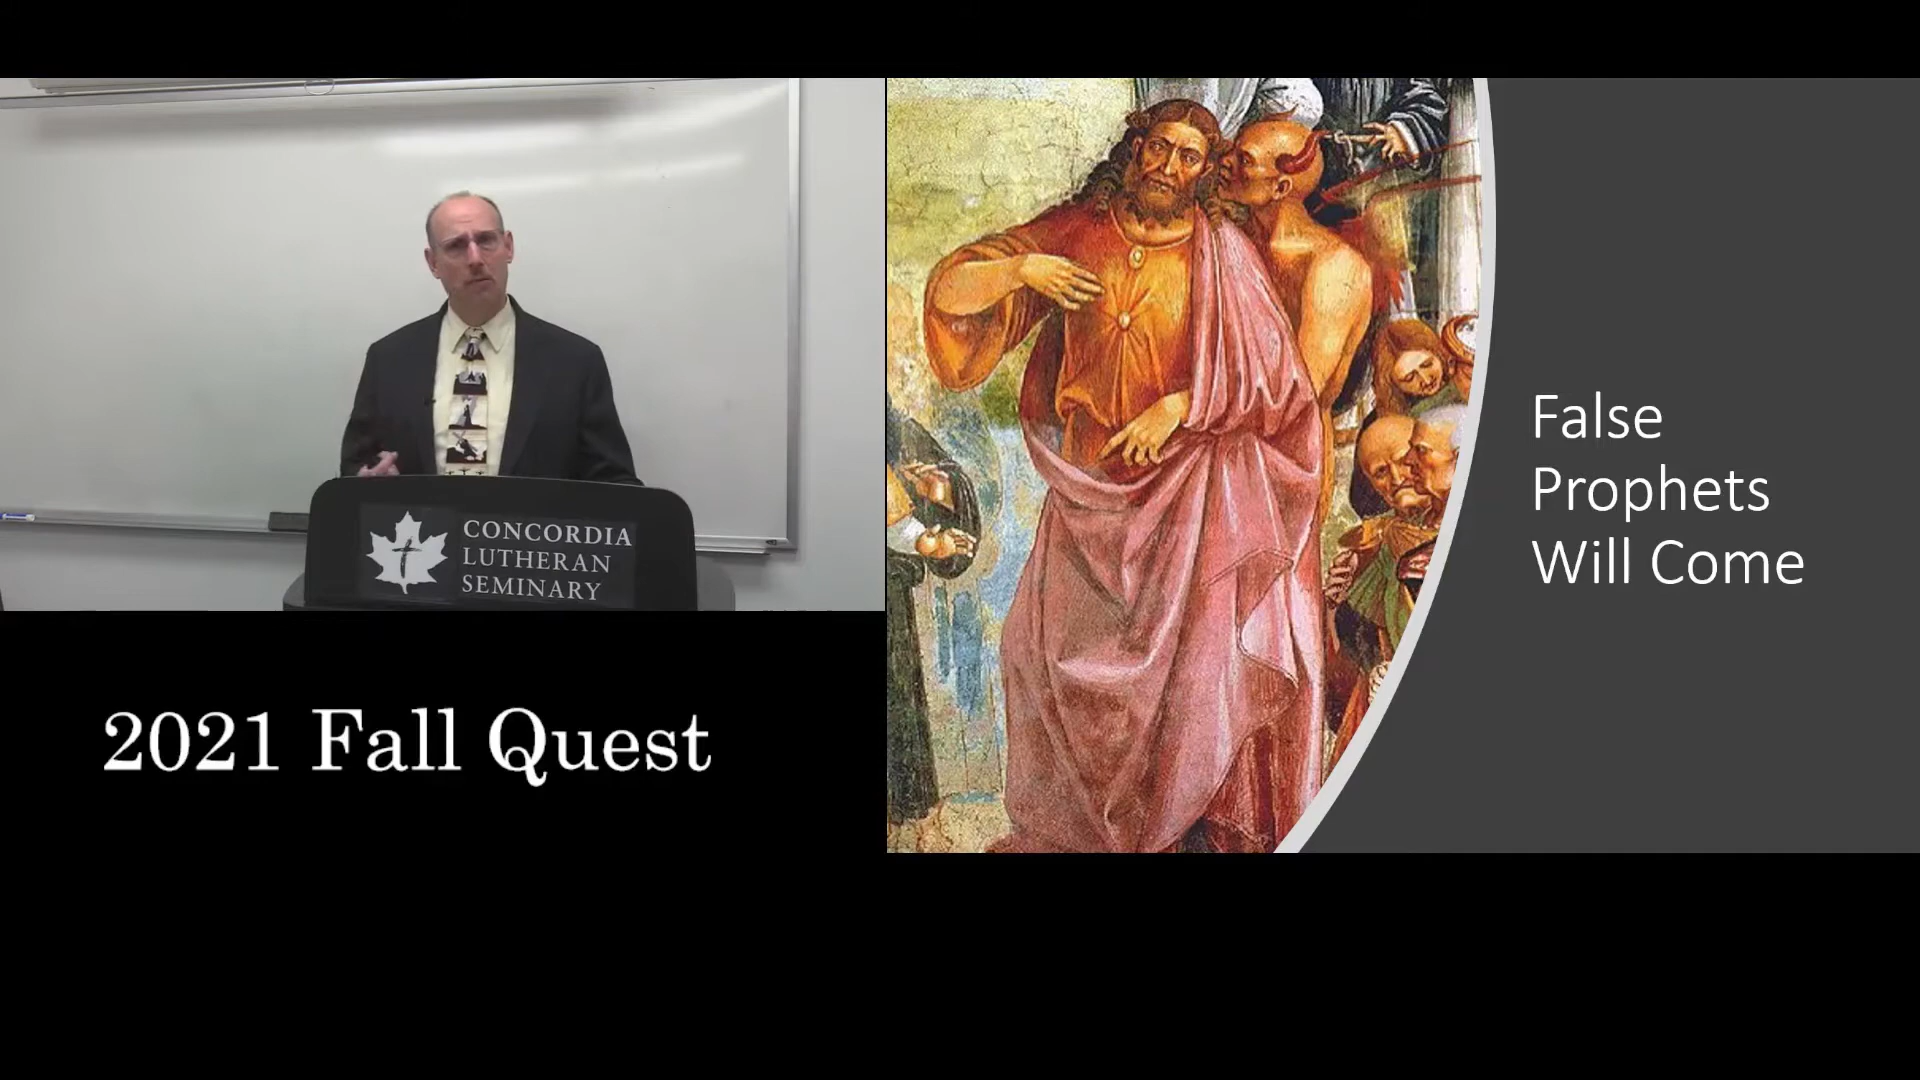 CONCORDIA
LUTHERAN
SEMINARY
2021 Fall Quest
False
Prophets
Will Come